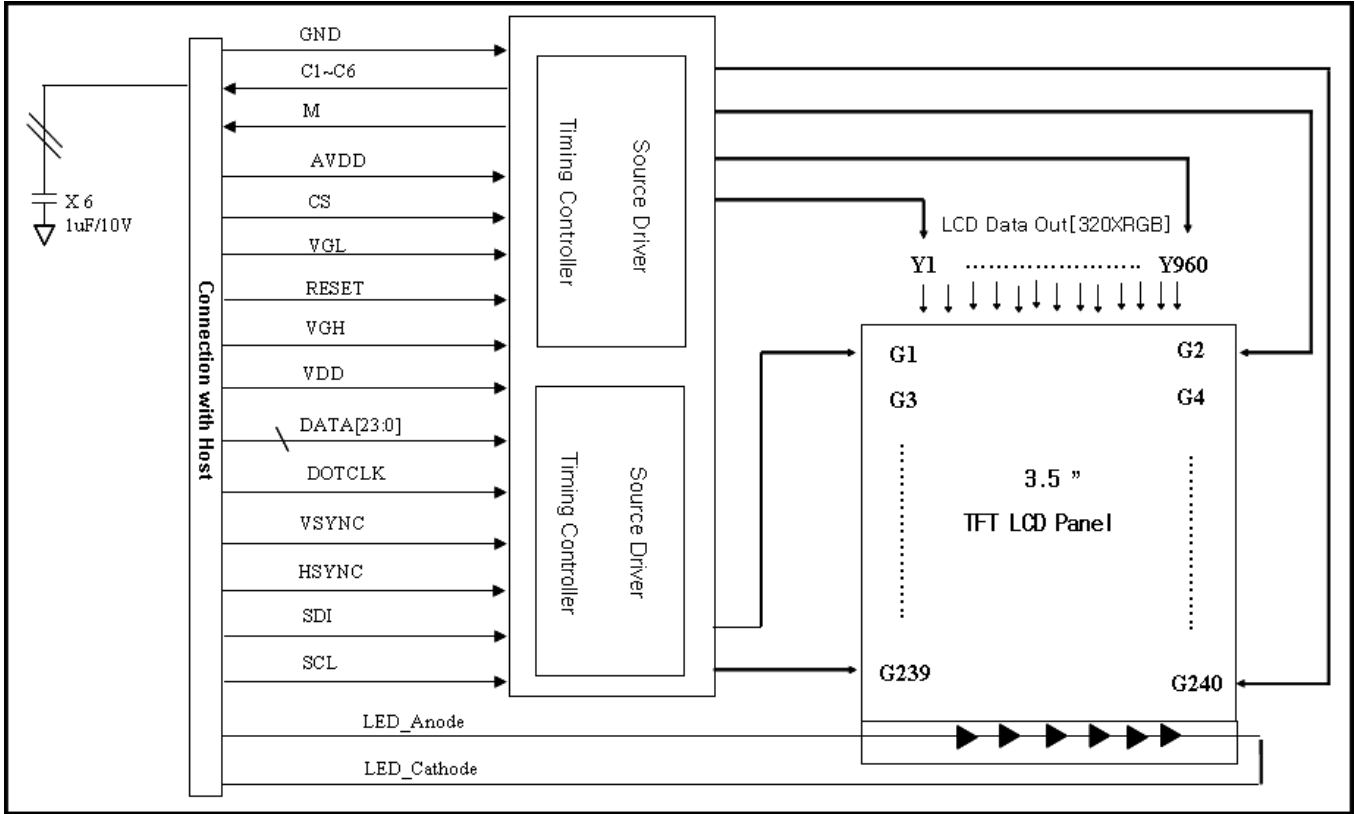 GND
C1~C6
M
AVDD
CS
VGL
RESET
VGH
VDD
DATA[23:0]
DOTCLK
VSYNC
HSYNC
SDI
SCL
LED_Anode
LED_Cathode
X 6
1uF/10V
Connection with Host
Source Driver
Timing Controller
Source Driver
Timing Controller
LCD Data Out[320XRGB]
Y1 ........................ Y960
G1 G2
G3 G4
3.5 "
TFT LCD Panel
G239 G240